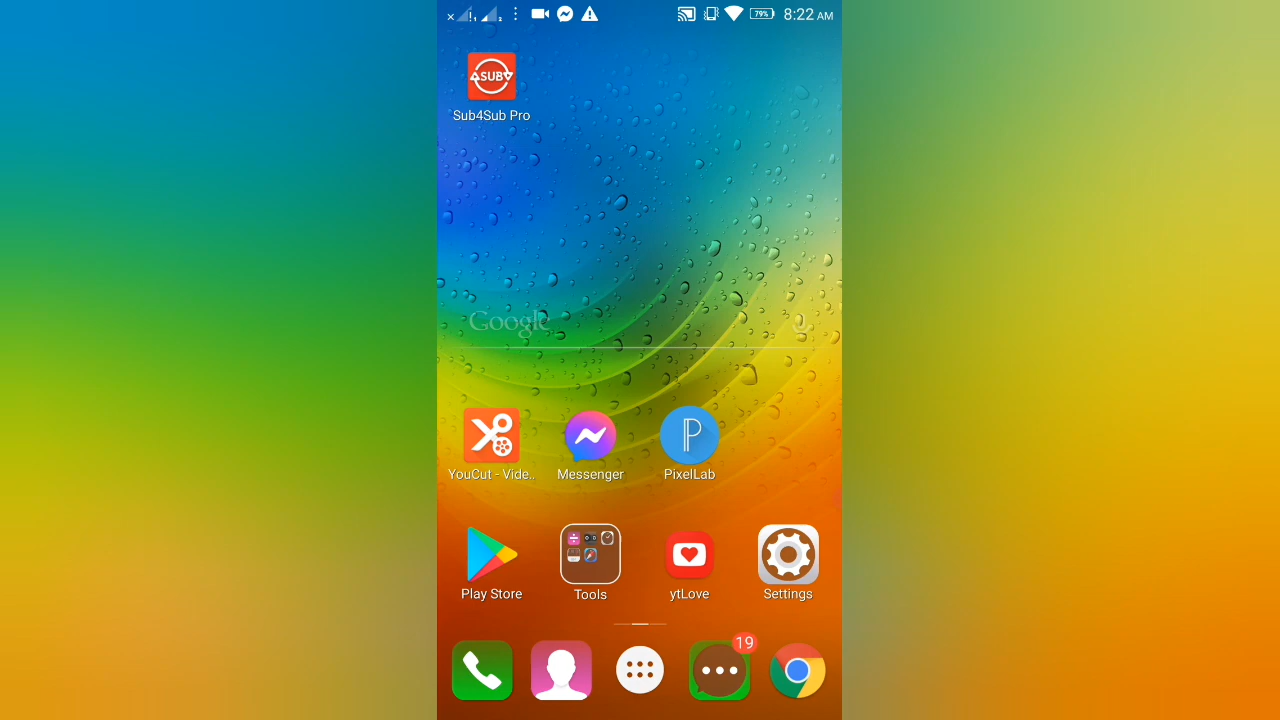 79% 8:22 AM
SUB
Sub4Sub Pro
Google
YouCut - Vide.. Messenger PixelLab
Play Store Tools ytLove Settings
19